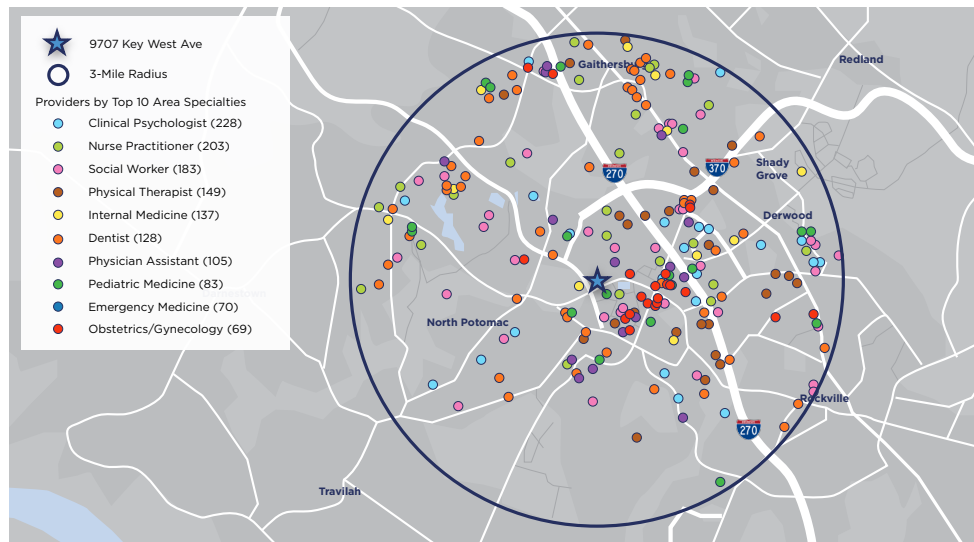 9707 Key West Ave
3-Mile Radius
Providers by Top 10 Area Specialties
Clinical Psychologist (228)
Nurse Practitioner (203)
Social Worker (183)
Physical Therapist (149)
Internal Medicine (137)
Dentist (128)
Physician Assistant (105)
Pediatric Medicine (83)
Emergency Medicine (70)
Obstetrics/Gynecology (69)
Redland
270
370
Shady
Grove
Derwood
North Potomac
Rockville
270
Travilah